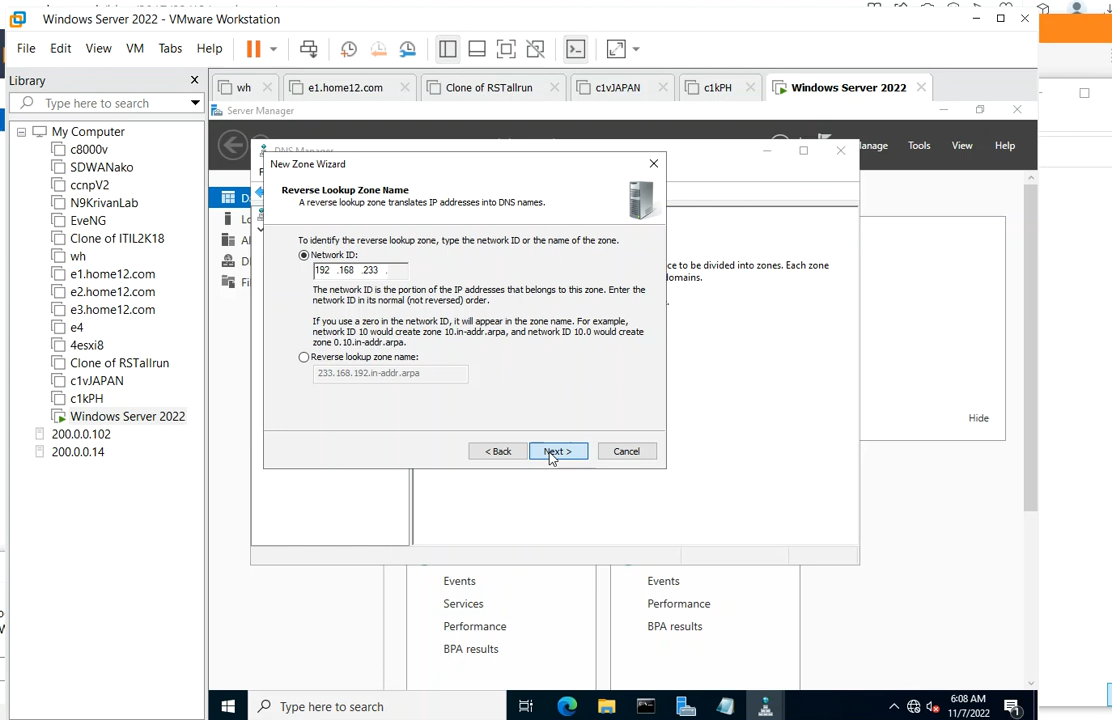 Windows Server 2022 - VMware Workstation
File Edit View VM Tabs Help
Library
Type here to search
My Computer
c8000v
SDWANako
ccnpV2
N9KrivanLab
EveNG
Clone of ITIL2K18
wh
e1.home12.com
e2.home12.com
e3.home12.com
e4
4esxi8
Clone of RSTallrun
c1vJAPAN
c1kPH
Windows Server 2022
200.0.0.102
200.0.0.14
wh e1.home12.com Clone of RSTallrun c1vJAPAN c1kPH Windows Server 2022
Server Manager
Tools View Help
New Zone Wizard
Reverse Lookup Zone Name
A reverse lookup zone translates IP addresses into DNS names.
To identify the reverse lookup zone, type the network ID or the name of the zone.
Network ID:
192 .168 .233 .
The network ID is the portion of the IP addresses that belongs to this zone. Enter the
network ID in its normal (not reversed) order.
If you use a zero in the network ID, it will appear in the zone name. For example,
network ID 10 would create zone 10.in-addr.arpa, and network ID 10.0 would create
zone 0.10.in-addr.arpa.
Reverse lookup zone name:
233.168.192.in-addr.arpa
< Back Next > Cancel
ce to be divided into zones. Each zone
omains.
Hide
Events
Services
Performance
BPA results
Events
Performance
BPA results
Type here to search
6:08 AM
11/7/2022